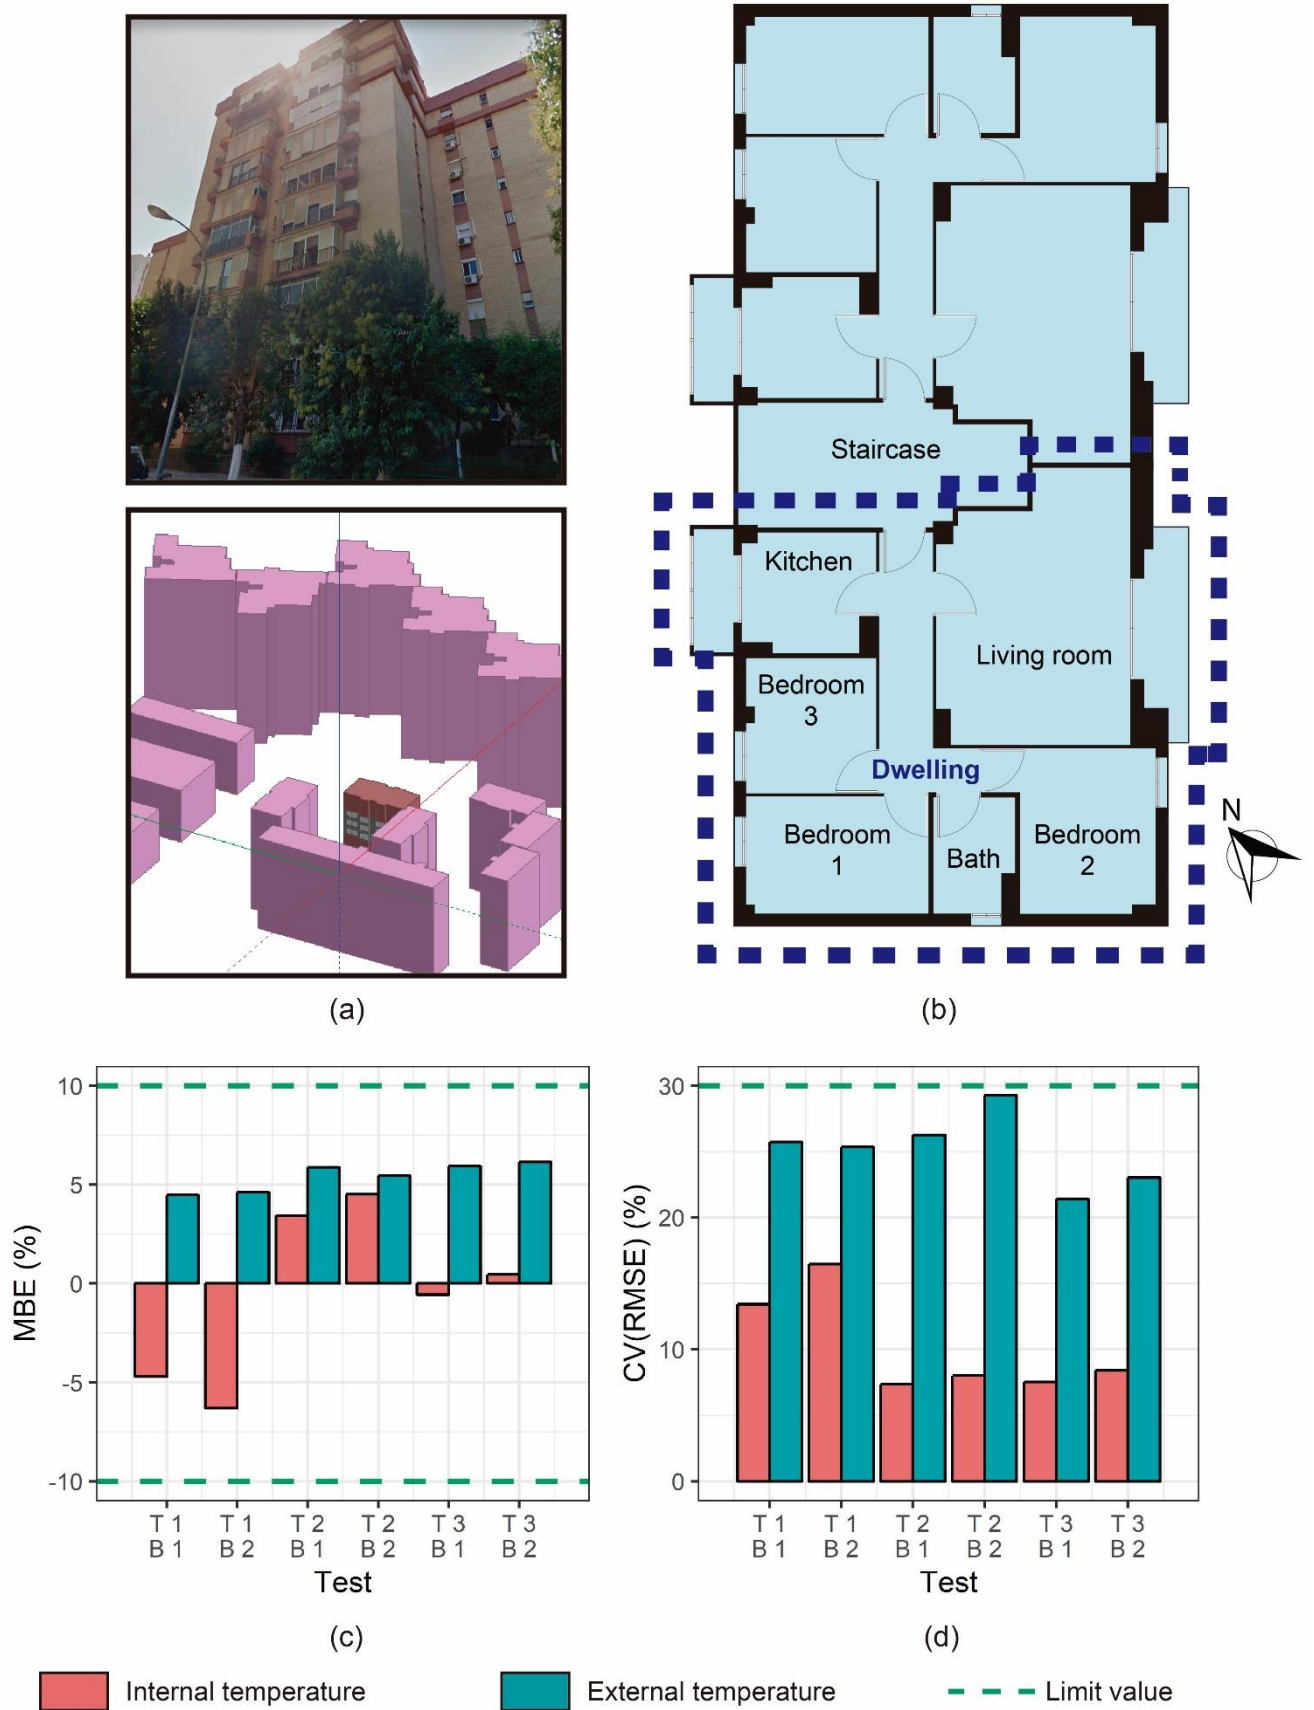 Staircase
Kitchen
Living room
Bedroom
3
Dwelling
Bedroom
1
Bath
Bedroom
2
N
(a)
(b)
MBE (%)
10
5
0
-5
-10
T 1 T 1 T 2 T 2 T 3 T 3
B 1 B 2 B 1 B 2 B 1 B 2
Test
(c)
CV(RMSE) (%)
30
20
10
0
T 1 T 1 T 2 T 2 T 3 T 3
B 1 B 2 B 1 B 2 B 1 B 2
Test
(d)
Internal temperature
External temperature
Limit value